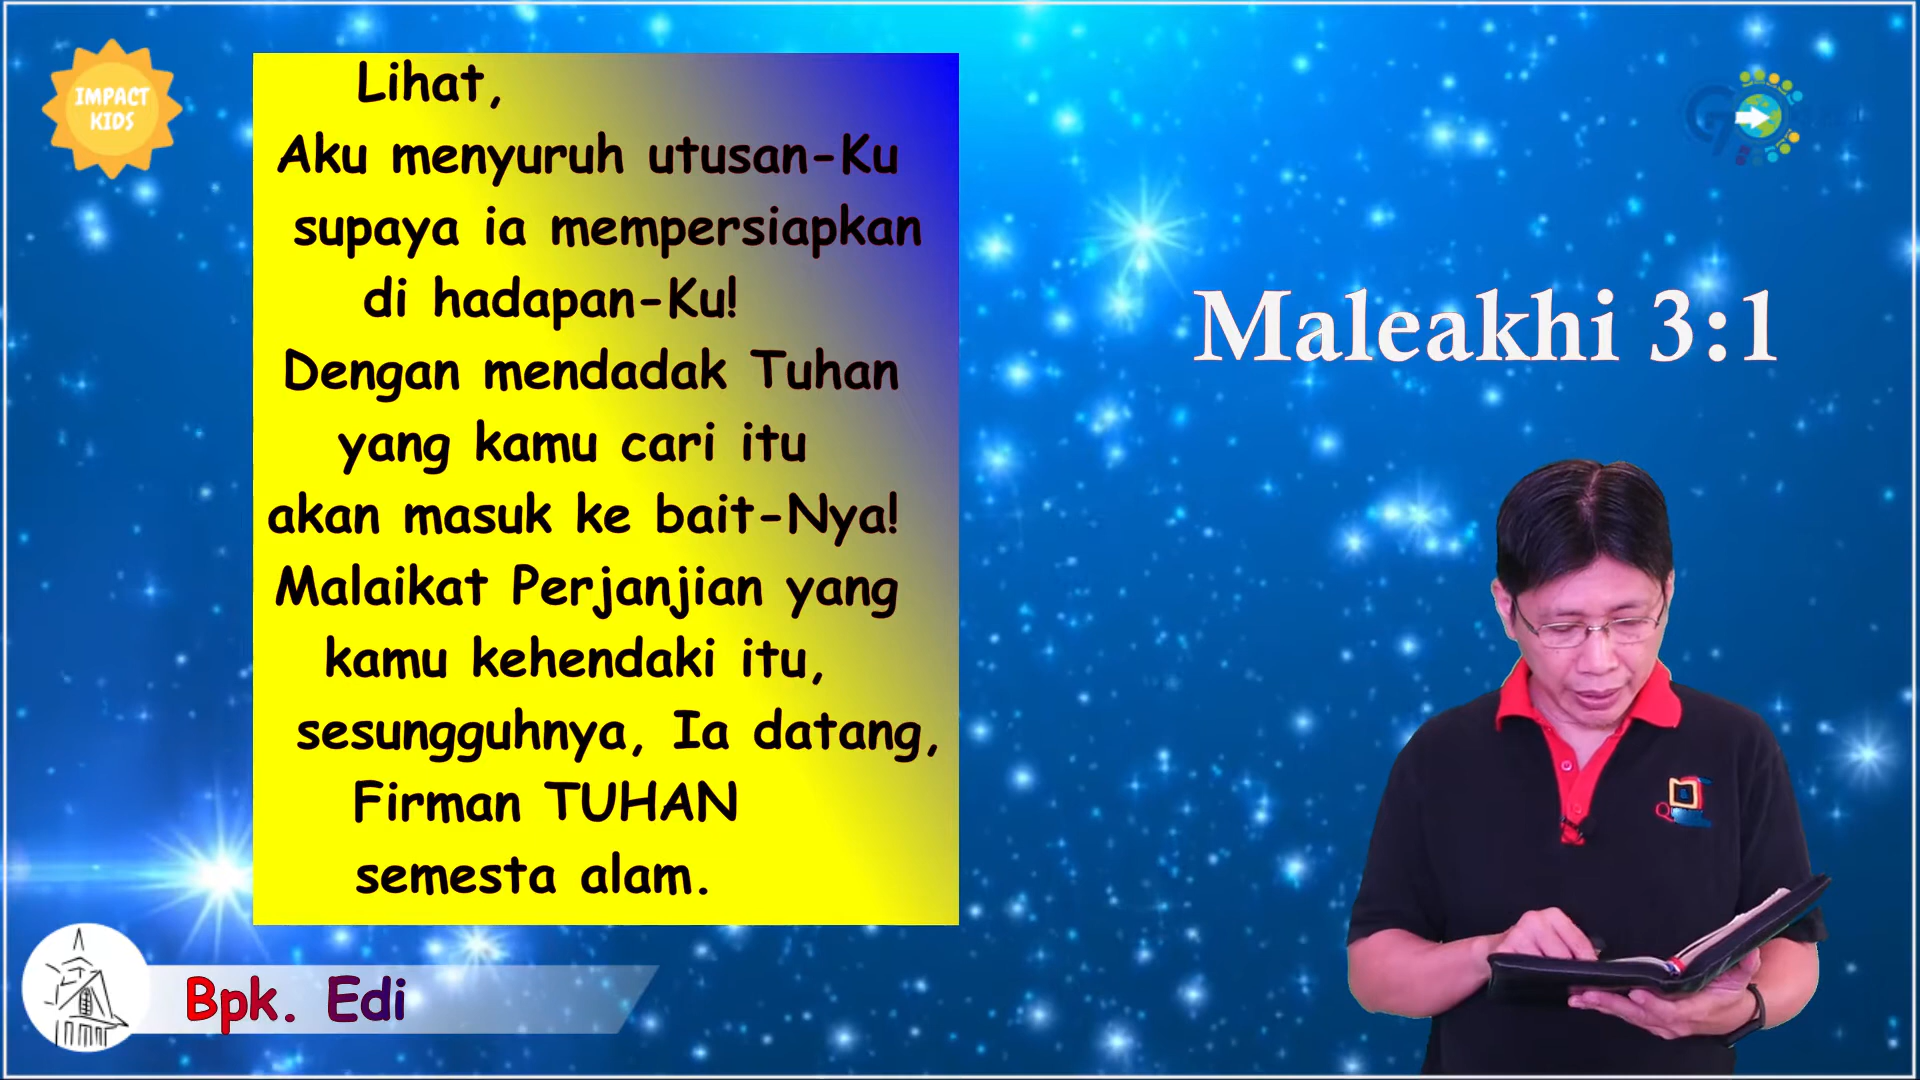 IMPACT
KIDS
Lihat,
Aku menyuruh utusan-Ku
supaya ia mempersiapkan
di hadapan-Ku!
Dengan mendadak Tuhan
yang kamu cari itu
akan masuk ke bait-Nya!
Malaikat Perjanjian yang
kamu kehendaki itu,
sesungguhnya, Ia datang,
Firman TUHAN
semesta alam.
Maleakhi 3:1
Bpk. Edi